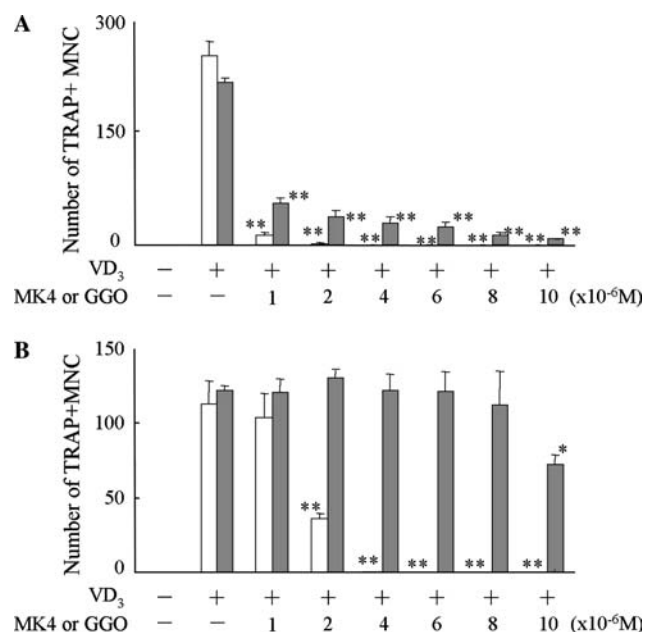 A
300
150
0
Number of TRAP+ MNC
** ** ** ** ** ** ** ** ** ** ** **
VD₃ – + + + + + + +
MK4 or GGO – – 1 2 4 6 8 10 (x10⁻⁶M)
B
150
100
50
0
Number of TRAP+MNC
** ** ** ** ** *
VD₃ – + + + + + + +
MK4 or GGO – – 1 2 4 6 8 10 (x10⁻⁶M)